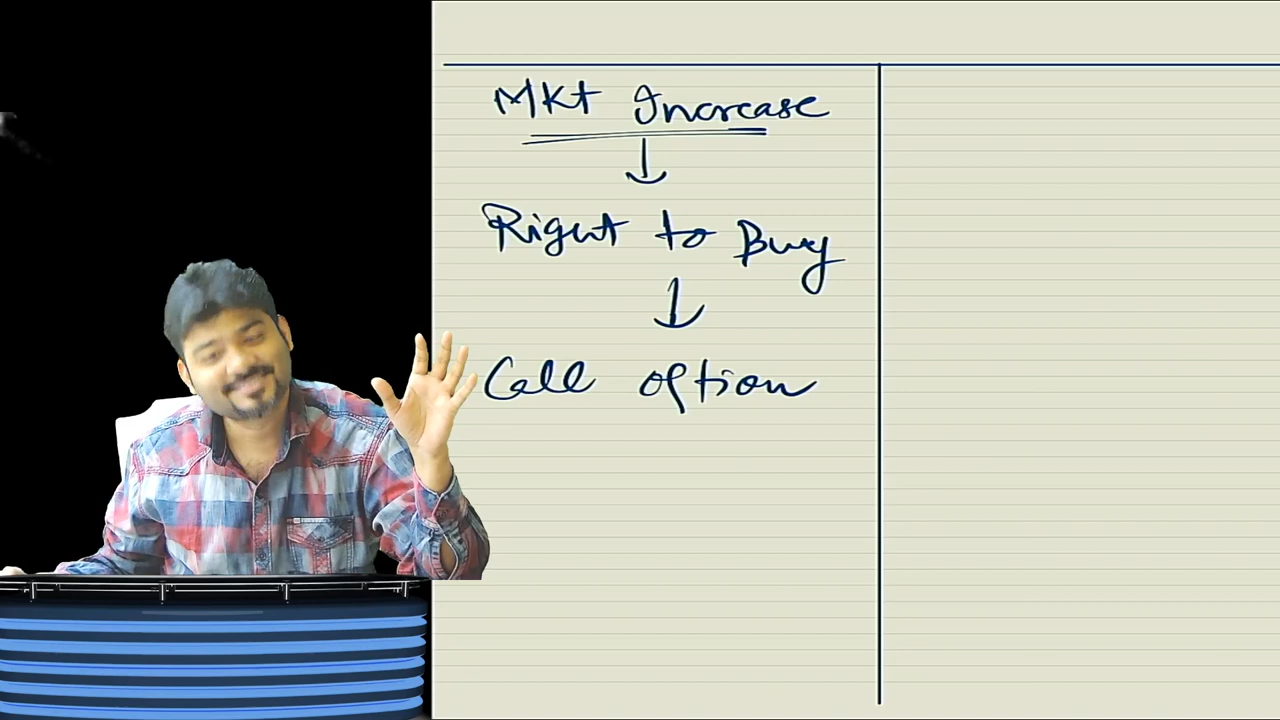 Mkt Increase
↓
Right to Buy
↓
Call option